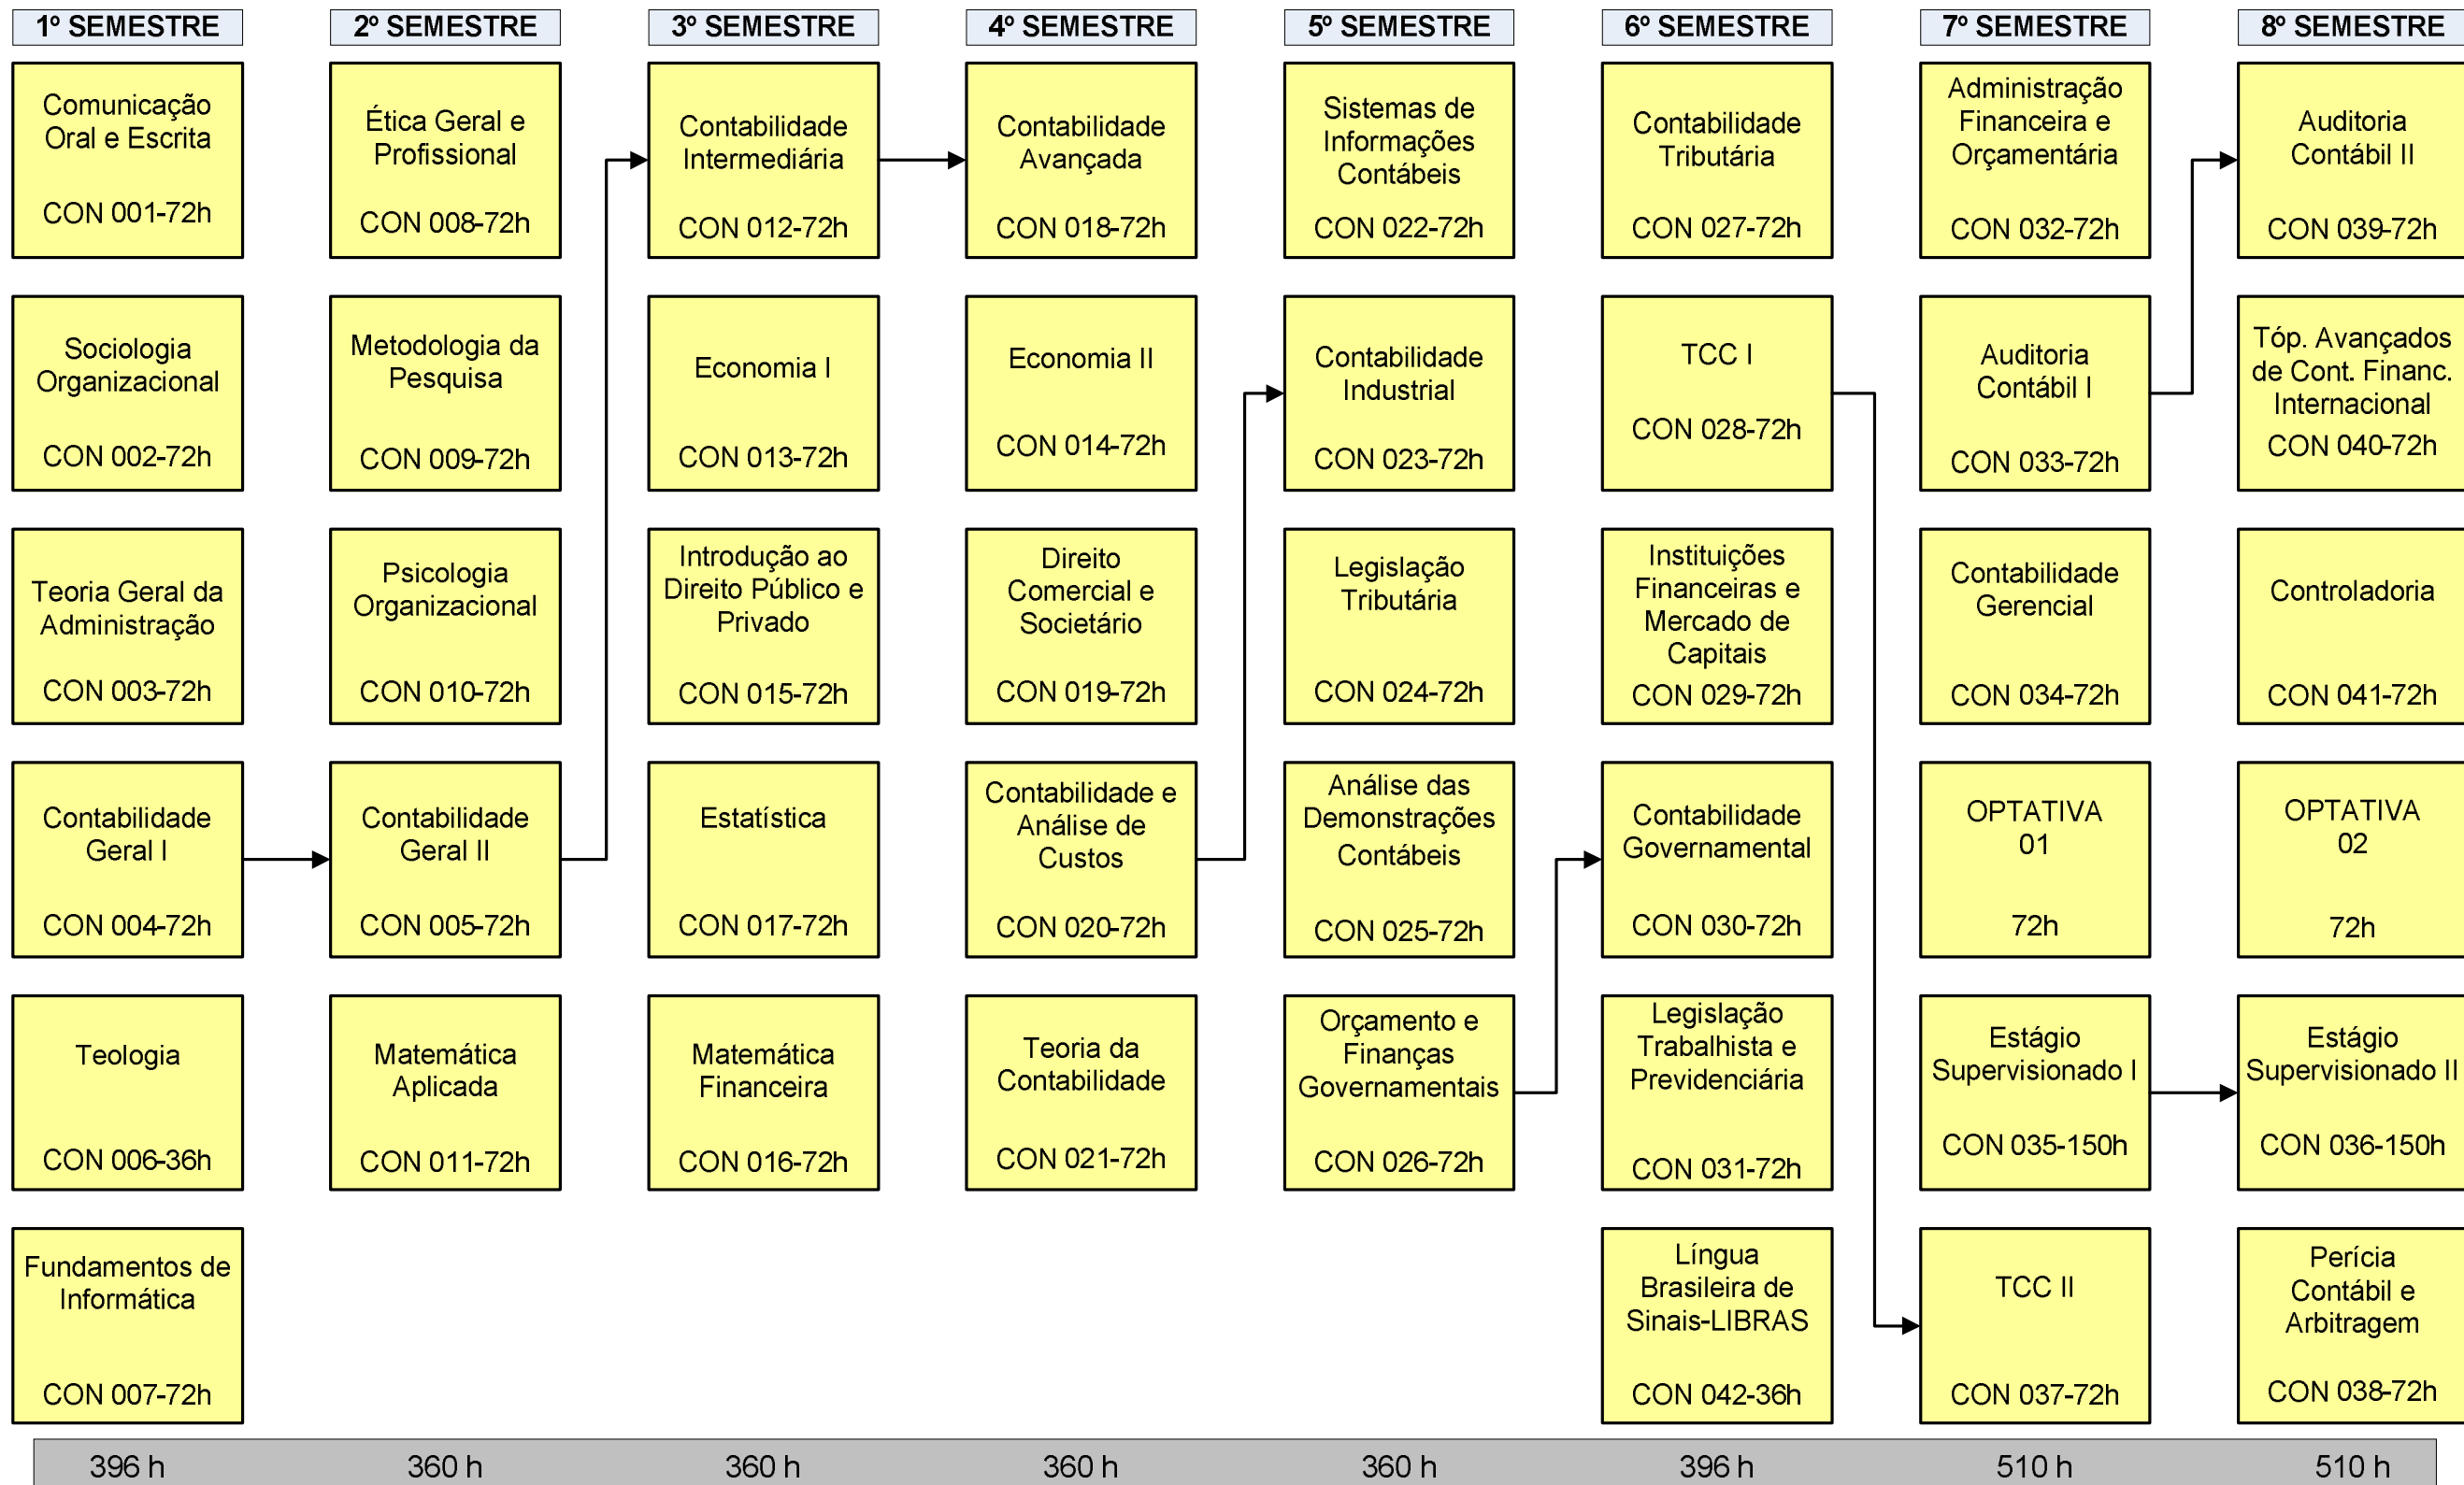 1º SEMESTRE
Comunicação
Oral e Escrita
CON 001-72h
Sociologia
Organizacional
CON 002-72h
Teoria Geral da
Administração
CON 003-72h
Contabilidade
Geral I
CON 004-72h
Teologia
CON 006-36h
Fundamentos de
Informática
CON 007-72h
396 h
2º SEMESTRE
Ética Geral e
Profissional
CON 008-72h
Metodologia da
Pesquisa
CON 009-72h
Psicologia
Organizacional
CON 010-72h
Contabilidade
Geral II
CON 005-72h
Matemática
Aplicada
CON 011-72h
360 h
3º SEMESTRE
Contabilidade
Intermediária
CON 012-72h
Economia I
CON 013-72h
Introdução ao
Direito Público e
Privado
CON 015-72h
Estatística
CON 017-72h
Matemática
Financeira
CON 016-72h
360 h
4º SEMESTRE
Contabilidade
Avançada
CON 018-72h
Economia II
CON 014-72h
Direito
Comercial e
Societário
CON 019-72h
Contabilidade e
Análise de
Custos
CON 020-72h
Teoria da
Contabilidade
CON 021-72h
360 h
5º SEMESTRE
Sistemas de
Informações
Contábeis
CON 022-72h
Contabilidade
Industrial
CON 023-72h
Legislação
Tributária
CON 024-72h
Análise das
Demonstrações
Contábeis
CON 025-72h
Orçamento e
Finanças
Governamentais
CON 026-72h
360 h
6º SEMESTRE
Contabilidade
Tributária
CON 027-72h
TCC I
CON 028-72h
Instituições
Financeiras e
Mercado de
Capitais
CON 029-72h
Contabilidade
Governamental
CON 030-72h
Legislação
Trabalhista e
Previdenciária
CON 031-72h
Língua
Brasileira de
Sinais-LIBRAS
CON 042-36h
396 h
7º SEMESTRE
Administração
Financeira e
Orçamentária
CON 032-72h
Auditoria
Contábil I
CON 033-72h
Contabilidade
Gerencial
CON 034-72h
OPTATIVA
01
72h
Estágio
Supervisionado I
CON 035-150h
TCC II
CON 037-72h
510 h
8º SEMESTRE
Auditoria
Contábil II
CON 039-72h
Tóp. Avançados
de Cont. Financ.
Internacional
CON 040-72h
Controladoria
CON 041-72h
OPTATIVA
02
72h
Estágio
Supervisionado II
CON 036-150h
Perícia
Contábil e
Arbitragem
CON 038-72h
510 h